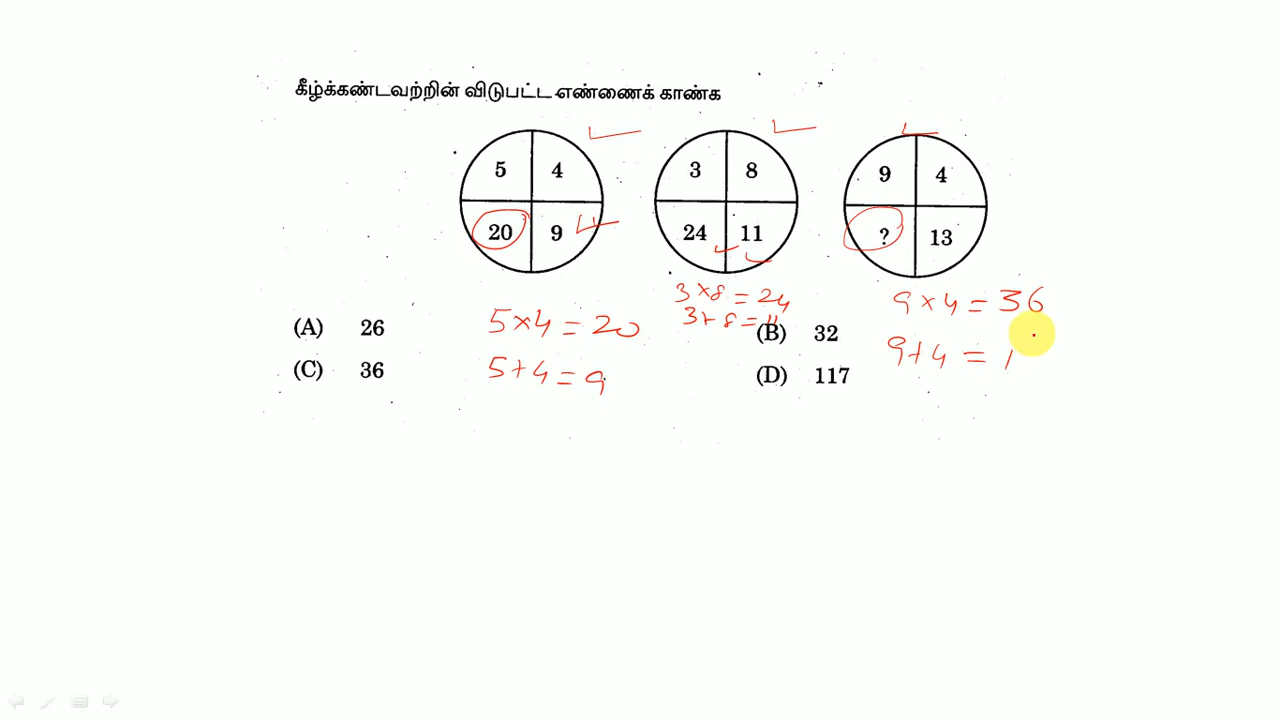 கீழ்க்கண்டவற்றின் விடுபட்ட எண்ணைக் காண்க
5 4 3 8 9 4
20 9 24 11 ? 13
3×8=24 9×4=36
5×4=20 3+8=11
(A) 26 (B) 32
5+4=9 9+4=1
(C) 36 (D) 117